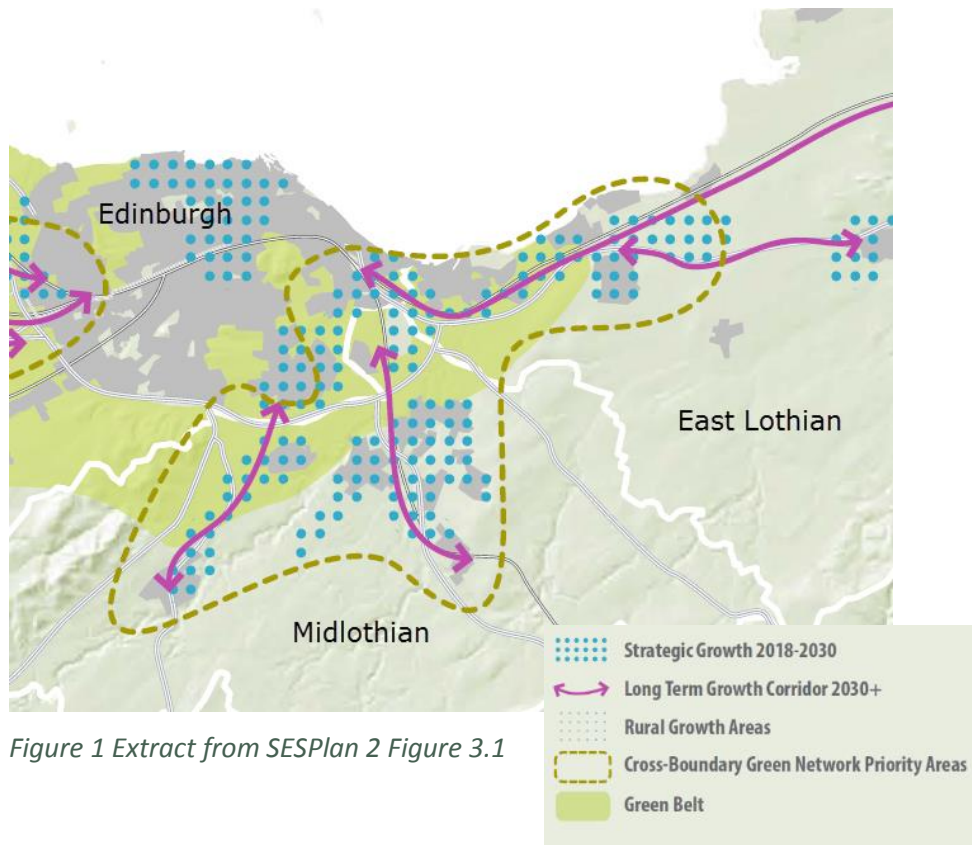 Edinburgh
East Lothian
Midlothian
Strategic Growth 2018-2030
Long Term Growth Corridor 2030+
Rural Growth Areas
Cross-Boundary Green Network Priority Areas
Green Belt
Figure 1 Extract from SESPlan 2 Figure 3.1